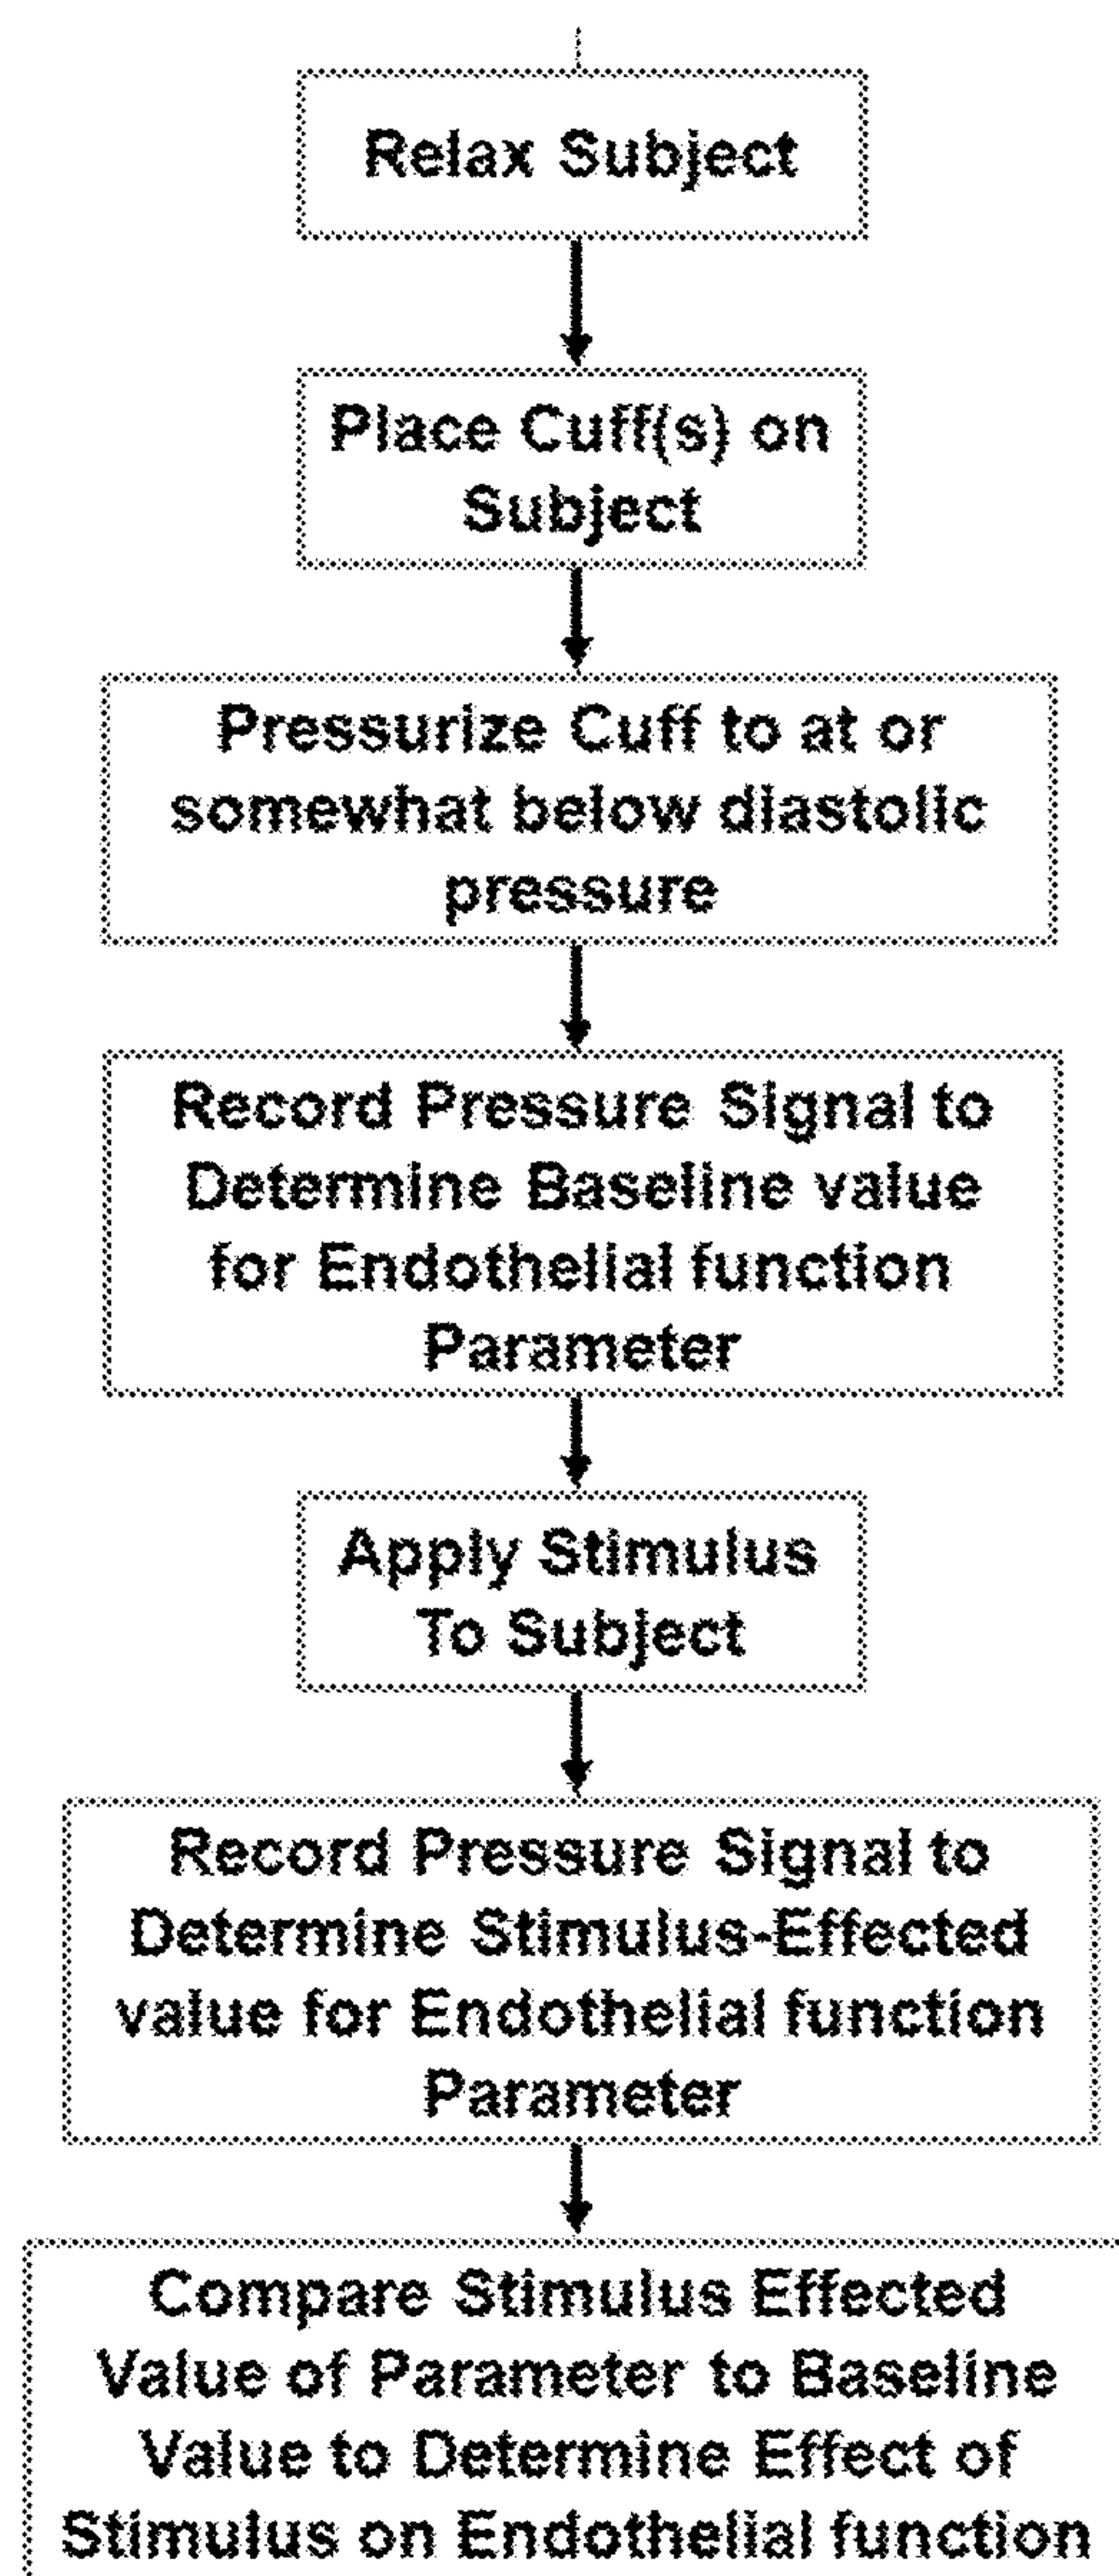 Relax Subject
Place Cuff(s) on
Subject
Pressurize Cuff to at or
somewhat below diastolic
pressure
Record Pressure Signal to
Determine Baseline value
for Endothelial function
Parameter
Apply Stimulus
To Subject
Record Pressure Signal to
Determine Stimulus-Effected
value for Endothelial function
Parameter
Compare Stimulus Effected
Value of Parameter to Baseline
Value to Determine Effect of
Stimulus on Endothelial function